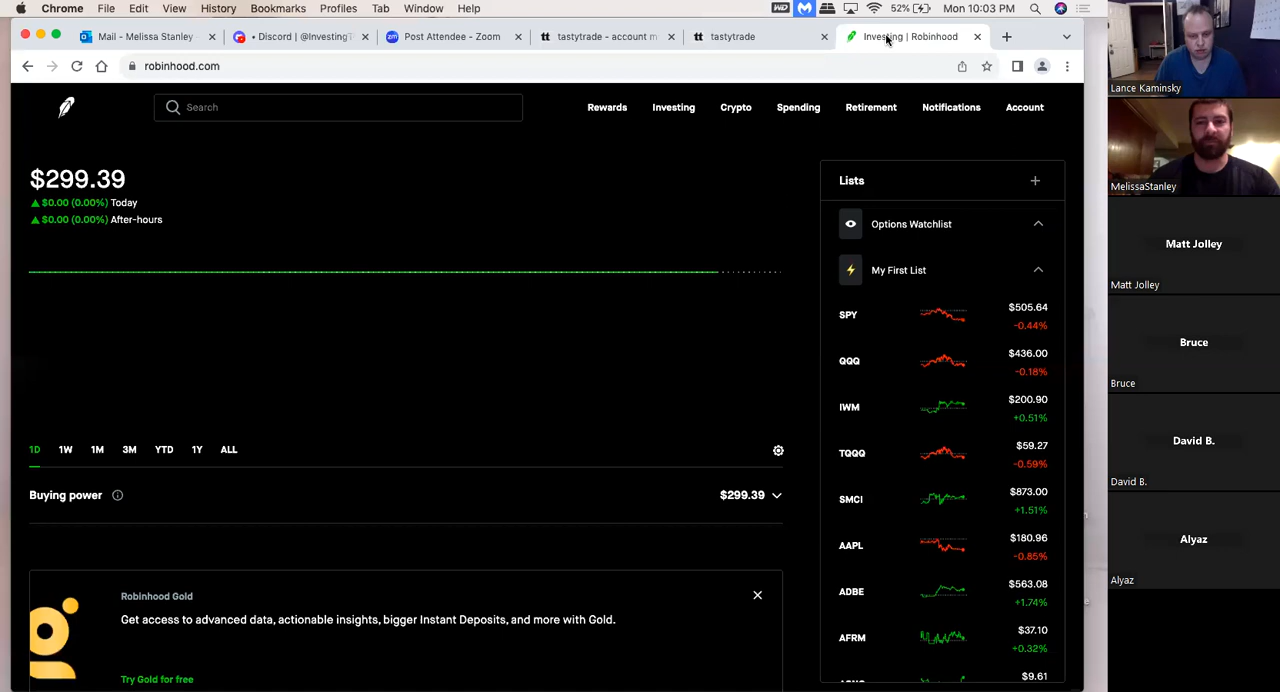 Chrome File Edit View History Bookmarks Profiles Tab Window Help
WD 52% Mon 10:03 PM
Mail - Melissa Stanley
• Discord | @Investing
zm Post Attendee - Zoom
tt tastytrade - account m
tt tastytrade
Investing | Robinhood
robinhood.com
Search
Rewards Investing Crypto Spending Retirement Notifications Account
$299.39
$0.00 (0.00%) Today
$0.00 (0.00%) After-hours
1D 1W 1M 3M YTD 1Y ALL
Buying power $299.39
Robinhood Gold
Get access to advanced data, actionable insights, bigger Instant Deposits, and more with Gold.
Try Gold for free
Lists
Options Watchlist
My First List
SPY $505.64
-0.44%
QQQ $436.00
-0.18%
IWM $200.90
+0.51%
TQQQ $59.27
-0.59%
SMCI $873.00
+1.51%
AAPL $180.96
-0.85%
ADBE $563.08
+1.74%
AFRM $37.10
+0.32%
$9.61
Lance Kaminsky
MelissaStanley
Matt Jolley
Matt Jolley
Bruce
Bruce
David B.
David B.
Alyaz
Alyaz